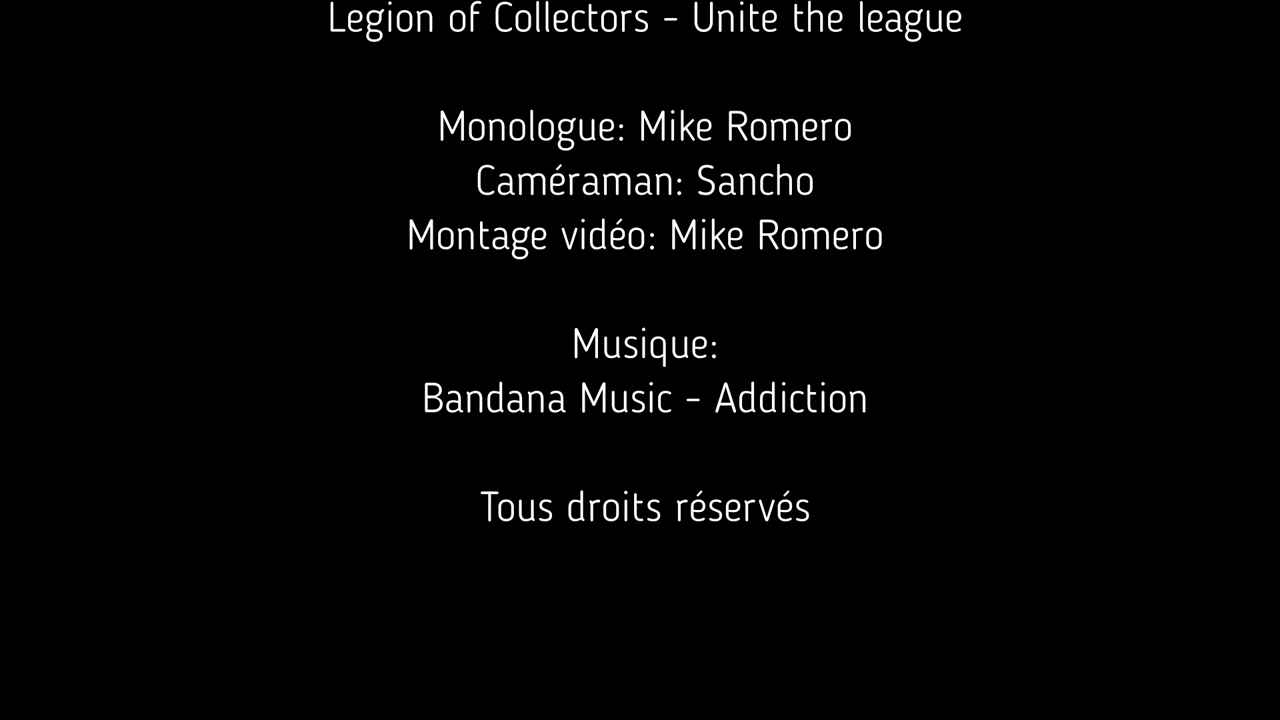 Legion of Collectors - Unite the league
Monologue: Mike Romero
Caméraman: Sancho
Montage vidéo: Mike Romero
Musique:
Bandana Music - Addiction
Tous droits réservés